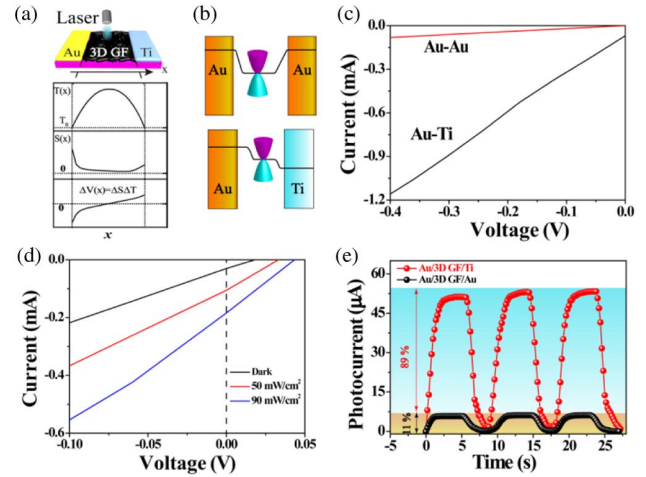 (a)
Laser
Au
3D GF
Ti
x
T(x)
T₀
S(x)
0
ΔV(x)=ΔSΔT
0
x
(b)
Au
Au
Au
Ti
(c)
Current (mA)
0.0
-0.3
-0.6
-0.9
-1.2
Au-Au
Au-Ti
-0.4 -0.3 -0.2 -0.1 0.0
Voltage (V)
(d)
Current (mA)
0.0
-0.2
-0.4
-0.6
Dark
50 mW/cm²
90 mW/cm²
-0.10 -0.05 0.00 0.05
Voltage (V)
(e)
Photocurrent (μA)
60
45
30
15
0
Au/3D GF/Ti
Au/3D GF/Au
89 %
11 %
-5 0 5 10 15 20 25
Time (s)